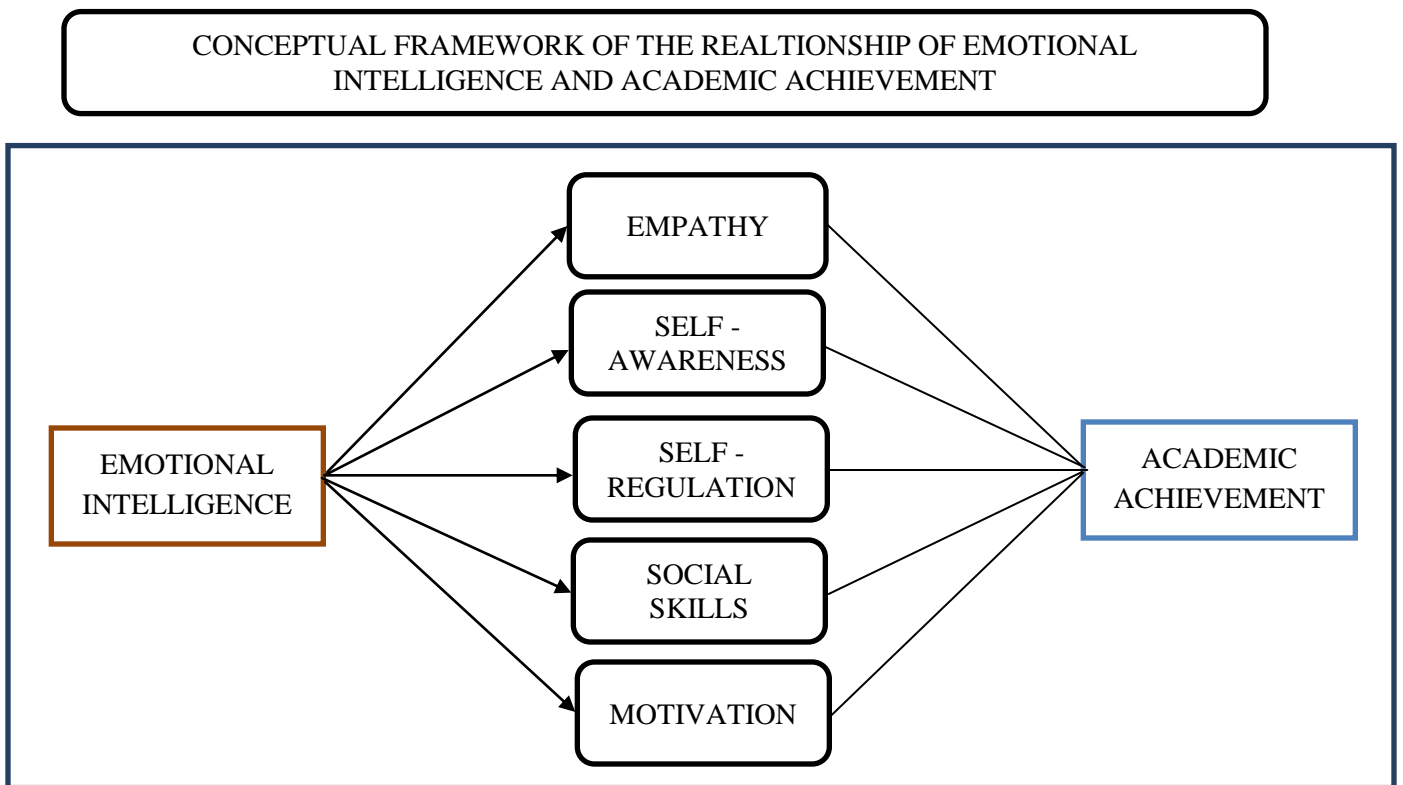 CONCEPTUAL FRAMEWORK OF THE REALTIONSHIP OF EMOTIONAL
INTELLIGENCE AND ACADEMIC ACHIEVEMENT
EMPATHY
SELF -
AWARENESS
EMOTIONAL
INTELLIGENCE
SELF -
REGULATION
ACADEMIC
ACHIEVEMENT
SOCIAL
SKILLS
MOTIVATION